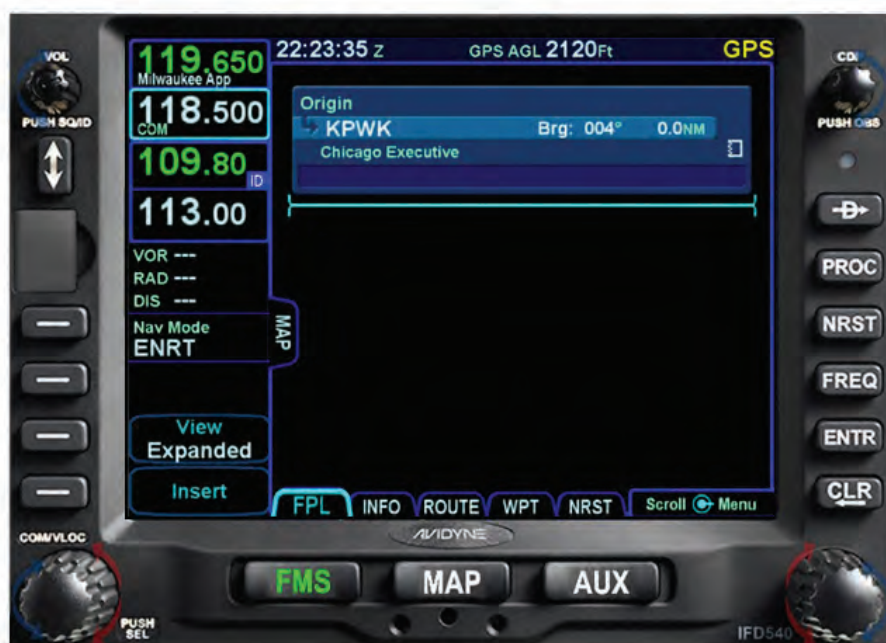 VOL
PUSH SQ/ID
119.650
Milwaukee App
118.500
COM
109.80
ID
113.00
VOR ---
RAD ---
DIS ---
Nav Mode
ENRT
View
Expanded
Insert
22:23:35 Z
GPS AGL 2120Ft
GPS
Origin
KPWK Brg: 004° 0.0NM
Chicago Executive
MAP
FPL INFO ROUTE WPT NRST Scroll Menu
CDI
PUSH OBS
D
PROC
NRST
FREQ
ENTR
CLR
AVIDYNE
COM/VLOC
PUSH
SEL
FMS MAP AUX
IFD540